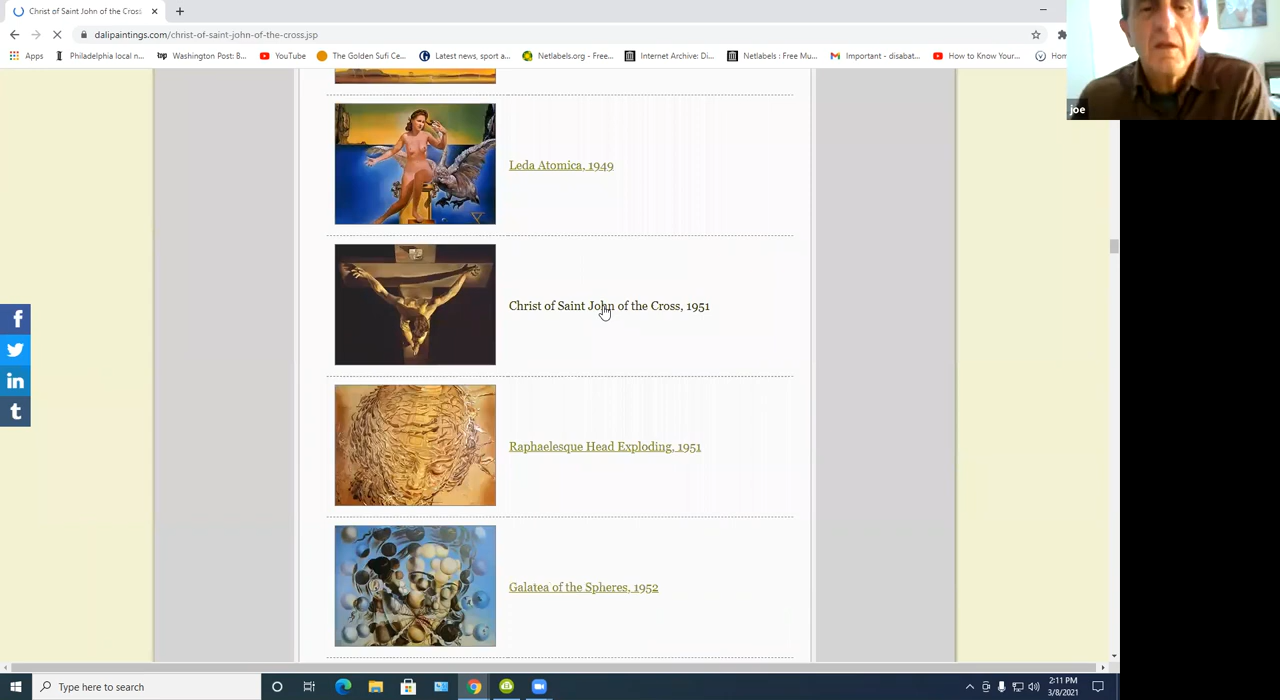 Christ of Saint John of the Cross
dalipaintings.com/christ-of-saint-john-of-the-cross.jsp
Apps
Philadelphia local n...
Washington Post: B...
YouTube
The Golden Sufi Ce...
Latest news, sport a...
Netlabels.org - Free...
Internet Archive: Di...
Netlabels : Free Mu...
Important - disabat...
How to Know Your...
Hom
joe
Leda Atomica, 1949
Christ of Saint John of the Cross, 1951
Raphaelesque Head Exploding, 1951
Galatea of the Spheres, 1952
Type here to search
2:11 PM
3/8/2021